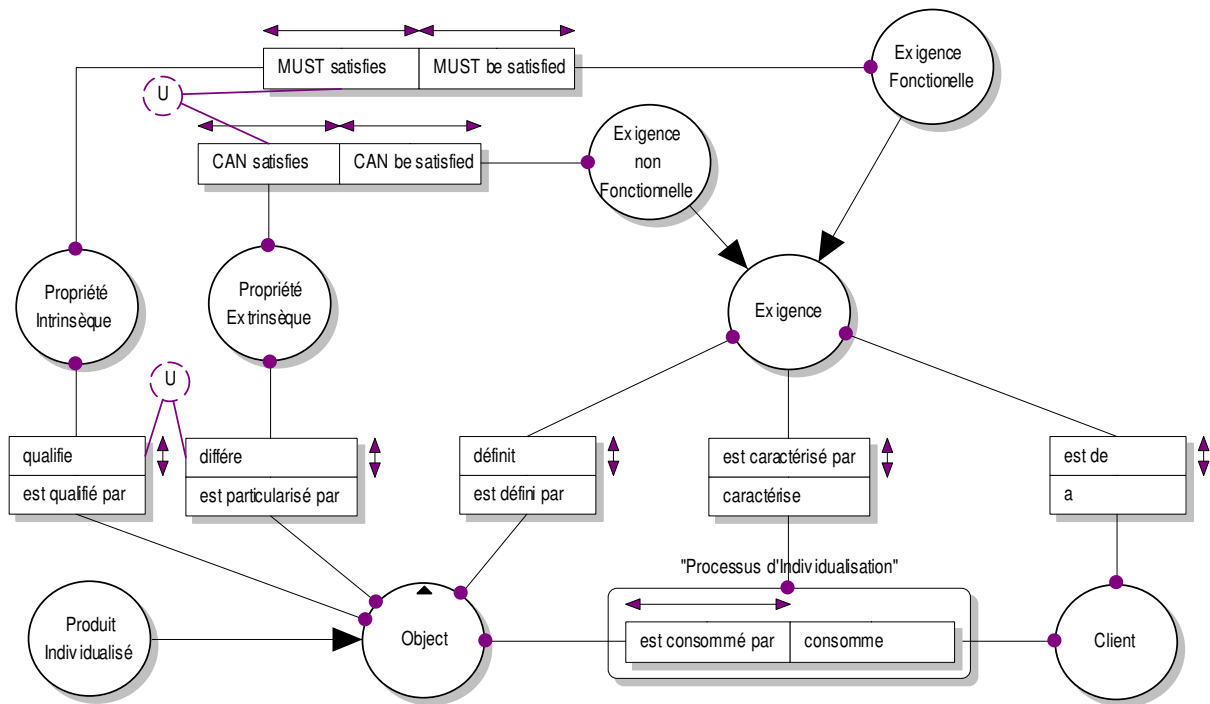 MUST satisfies
MUST be satisfied
Exigence
Fonctionelle
U
CAN satisfies
CAN be satisfied
Exigence
non
Fonctionnelle
Propriété
Intrinsèque
Propriété
Extrinsèque
Exigence
U
qualifie
est qualifié par
différe
est particularisé par
définit
est défini par
est caractérisé par
caractérise
est de
a
"Processus d'Individualisation"
Produit
Individualisé
Object
est consommé par
consomme
Client